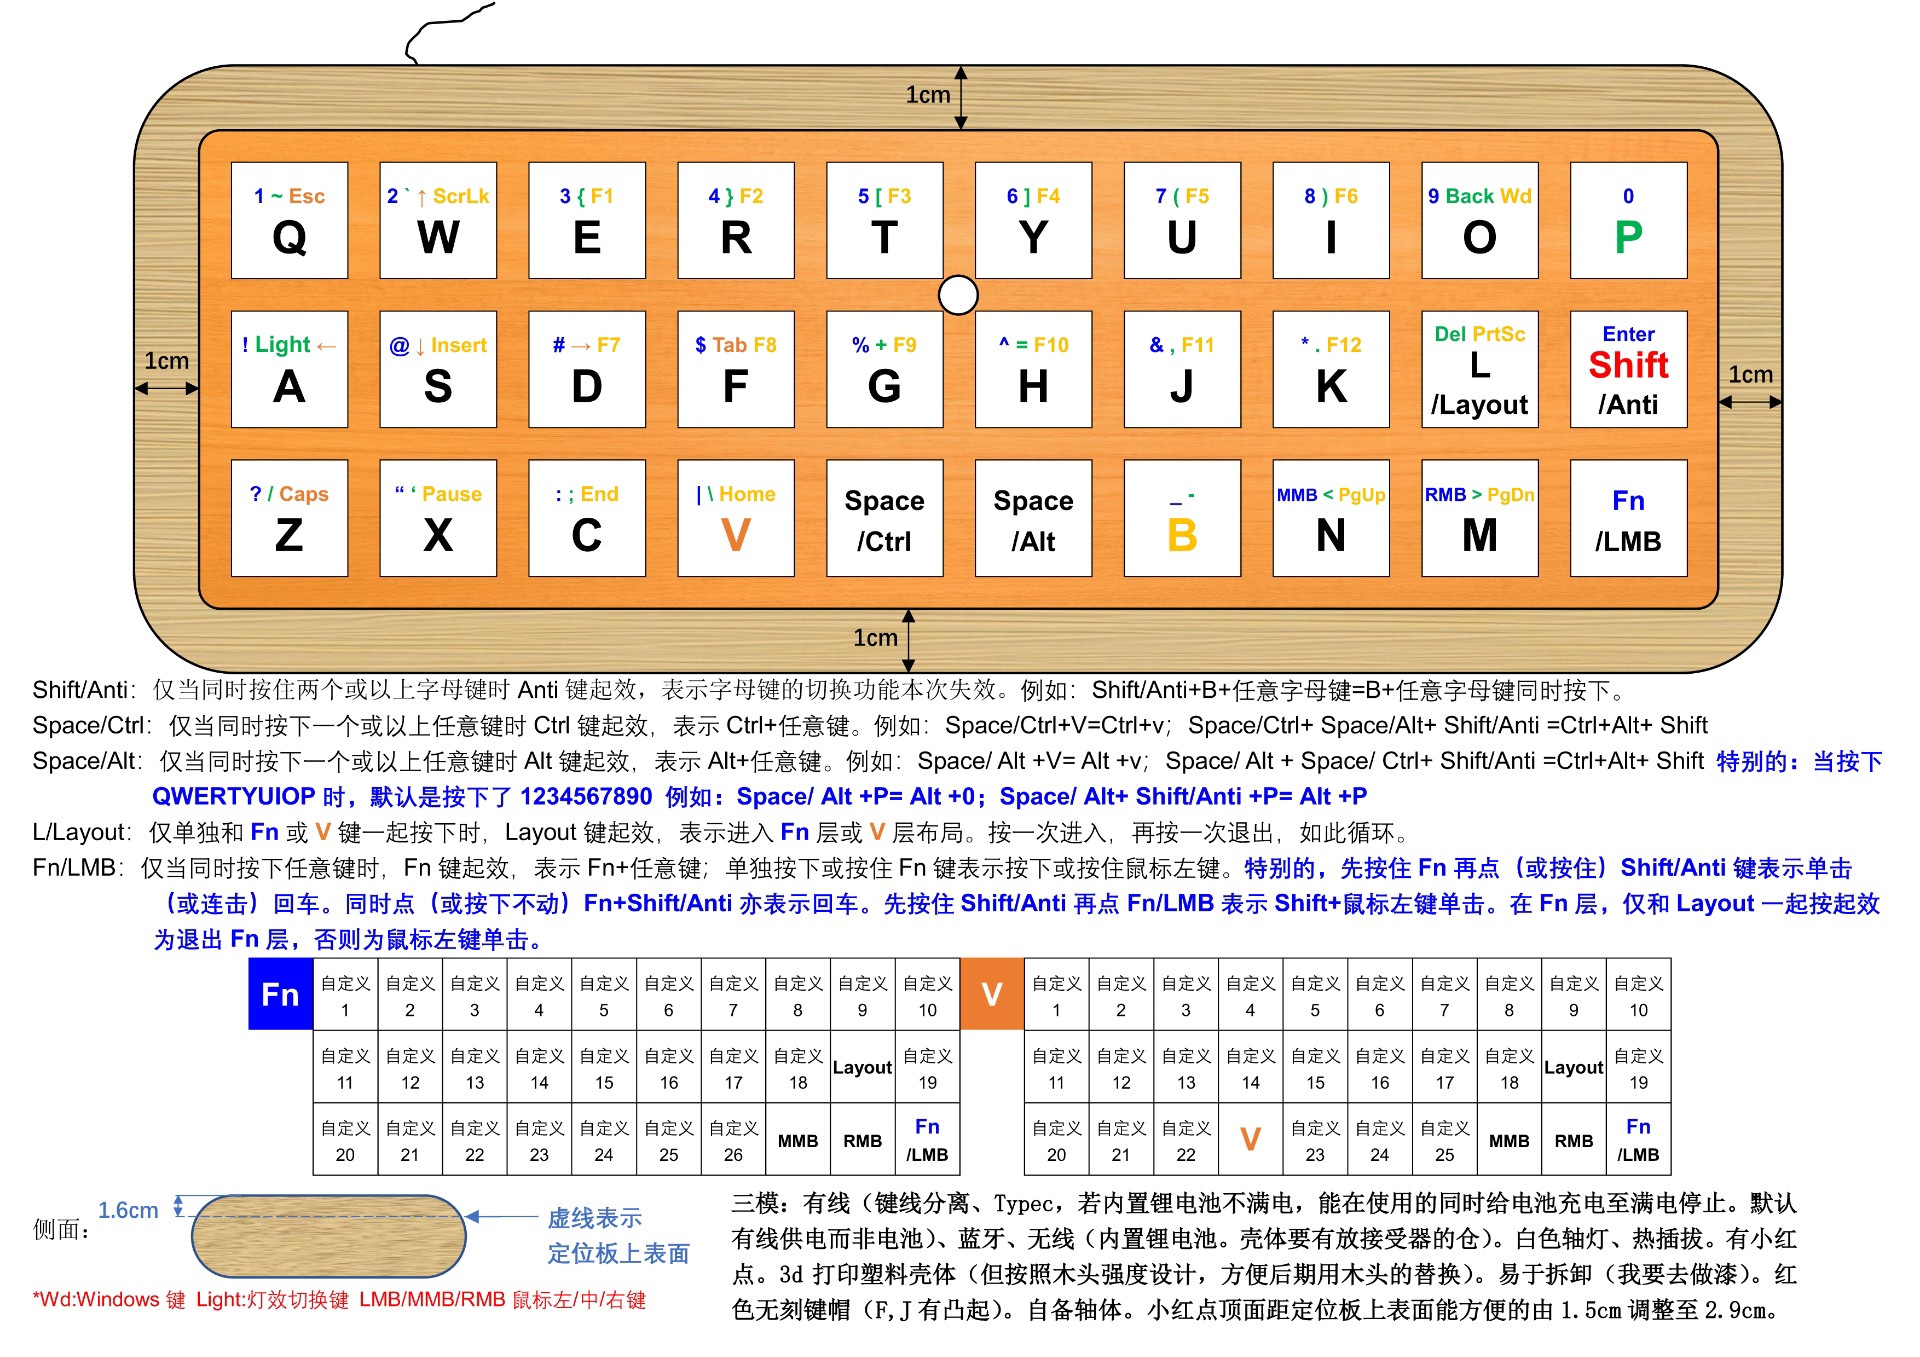 1cm
1 ~ Esc 2 ` ↑ ScrLk 3 { F1 4 } F2 5 [ F3 6 ] F4 7 ( F5 8 ) F6 9 Back Wd 0
Q W E R T Y U I O P
1cm 1cm
! Light ← @ ↓ Insert # → F7 $ Tab F8 % + F9 ^ = F10 & , F11 * . F12 Del PrtSc Enter
A S D F G H J K L Shift
/Layout /Anti
? / Caps “ ‘ Pause : ; End | \ Home Space Space _ - MMB < PgUp RMB > PgDn Fn
Z X C V /Ctrl /Alt B N M /LMB
1cm
Shift/Anti：仅当同时按住两个或以上字母键时 Anti 键起效，表示字母键的切换功能本次失效。例如：Shift/Anti+B+任意字母键=B+任意字母键同时按下。
Space/Ctrl：仅当同时按下一个或以上任意键时 Ctrl 键起效，表示 Ctrl+任意键。例如：Space/Ctrl+V=Ctrl+v；Space/Ctrl+ Space/Alt+ Shift/Anti =Ctrl+Alt+ Shift
Space/Alt：仅当同时按下一个或以上任意键时 Alt 键起效，表示 Alt+任意键。例如：Space/ Alt +V= Alt +v；Space/ Alt + Space/ Ctrl+ Shift/Anti =Ctrl+Alt+ Shift 特别的：当按下
QWERTYUIOP 时，默认是按下了 1234567890 例如：Space/ Alt +P= Alt +0；Space/ Alt+ Shift/Anti +P= Alt +P
L/Layout：仅单独和 Fn 或 V 键一起按下时，Layout 键起效，表示进入 Fn 层或 V 层布局。按一次进入，再按一次退出，如此循环。
Fn/LMB：仅当同时按下任意键时，Fn 键起效，表示 Fn+任意键；单独按下或按住 Fn 键表示按下或按住鼠标左键。特别的，先按住 Fn 再点（或按住）Shift/Anti 键表示单击
（或连击）回车。同时点（或按下不动）Fn+Shift/Anti 亦表示回车。先按住 Shift/Anti 再点 Fn/LMB 表示 Shift+鼠标左键单击。在 Fn 层，仅和 Layout 一起按起效
为退出 Fn 层，否则为鼠标左键单击。
Fn 自定义 自定义 自定义 自定义 自定义 自定义 自定义 自定义 自定义 自定义 V 自定义 自定义 自定义 自定义 自定义 自定义 自定义 自定义 自定义 自定义
1 2 3 4 5 6 7 8 9 10 1 2 3 4 5 6 7 8 9 10
自定义 自定义 自定义 自定义 自定义 自定义 自定义 自定义 Layout 自定义 自定义 自定义 自定义 自定义 自定义 自定义 自定义 自定义 Layout 自定义
11 12 13 14 15 16 17 18 19 11 12 13 14 15 16 17 18 19
自定义 自定义 自定义 自定义 自定义 自定义 自定义 MMB RMB Fn 自定义 自定义 自定义 V 自定义 自定义 自定义 MMB RMB Fn
20 21 22 23 24 25 26 /LMB 20 21 22 23 24 25 /LMB
1.6cm
侧面：
虚线表示
定位板上表面
*Wd:Windows 键 Light:灯效切换键 LMB/MMB/RMB 鼠标左/中/右键
三模：有线（键线分离、Typec，若内置锂电池不满电，能在使用的同时给电池充电至满电停止。默认
有线供电而非电池）、蓝牙、无线（内置锂电池。壳体要有放接受器的仓）。白色轴灯、热插拔。有小红
点。3d 打印塑料壳体（但按照木头强度设计，方便后期用木头的替换）。易于拆卸（我要去做漆）。红
色无刻键帽（F,J 有凸起）。自备轴体。小红点顶面距定位板上表面能方便的由 1.5cm 调整至 2.9cm。